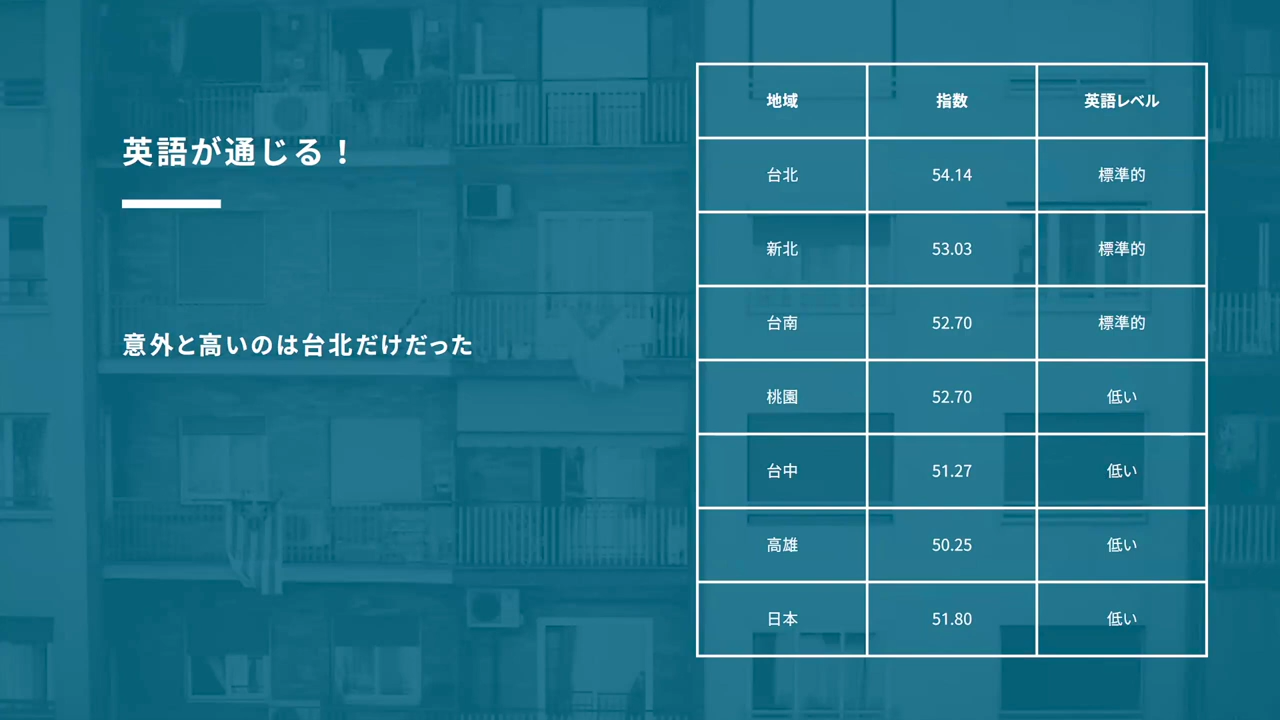 英語が通じる！
意外と高いのは台北だけだった
地域 指数 英語レベル
台北 54.14 標準的
新北 53.03 標準的
台南 52.70 標準的
桃園 52.70 低い
台中 51.27 低い
高雄 50.25 低い
日本 51.80 低い